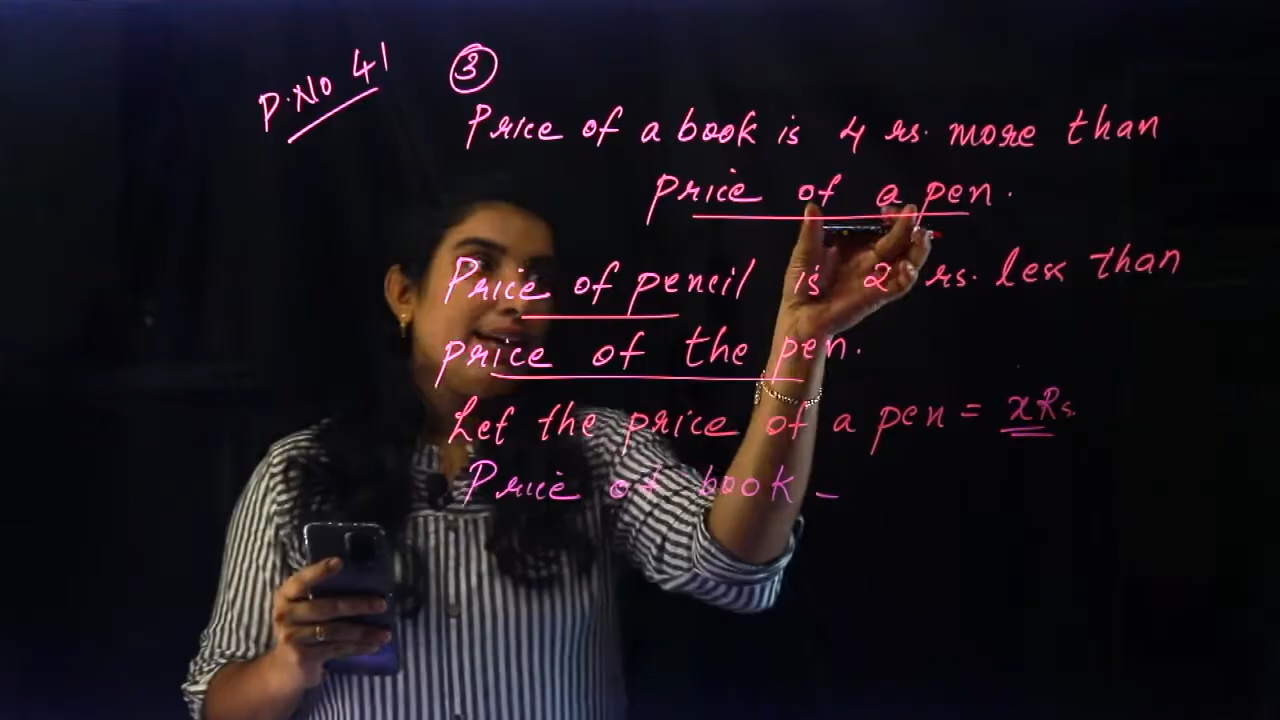 P.No 41
③
Price of a book is 4 rs. more than
price of a pen.
Price of pencil is 2 rs. less than
price of the pen.
Let the price of a pen = x Rs.
Price of book =